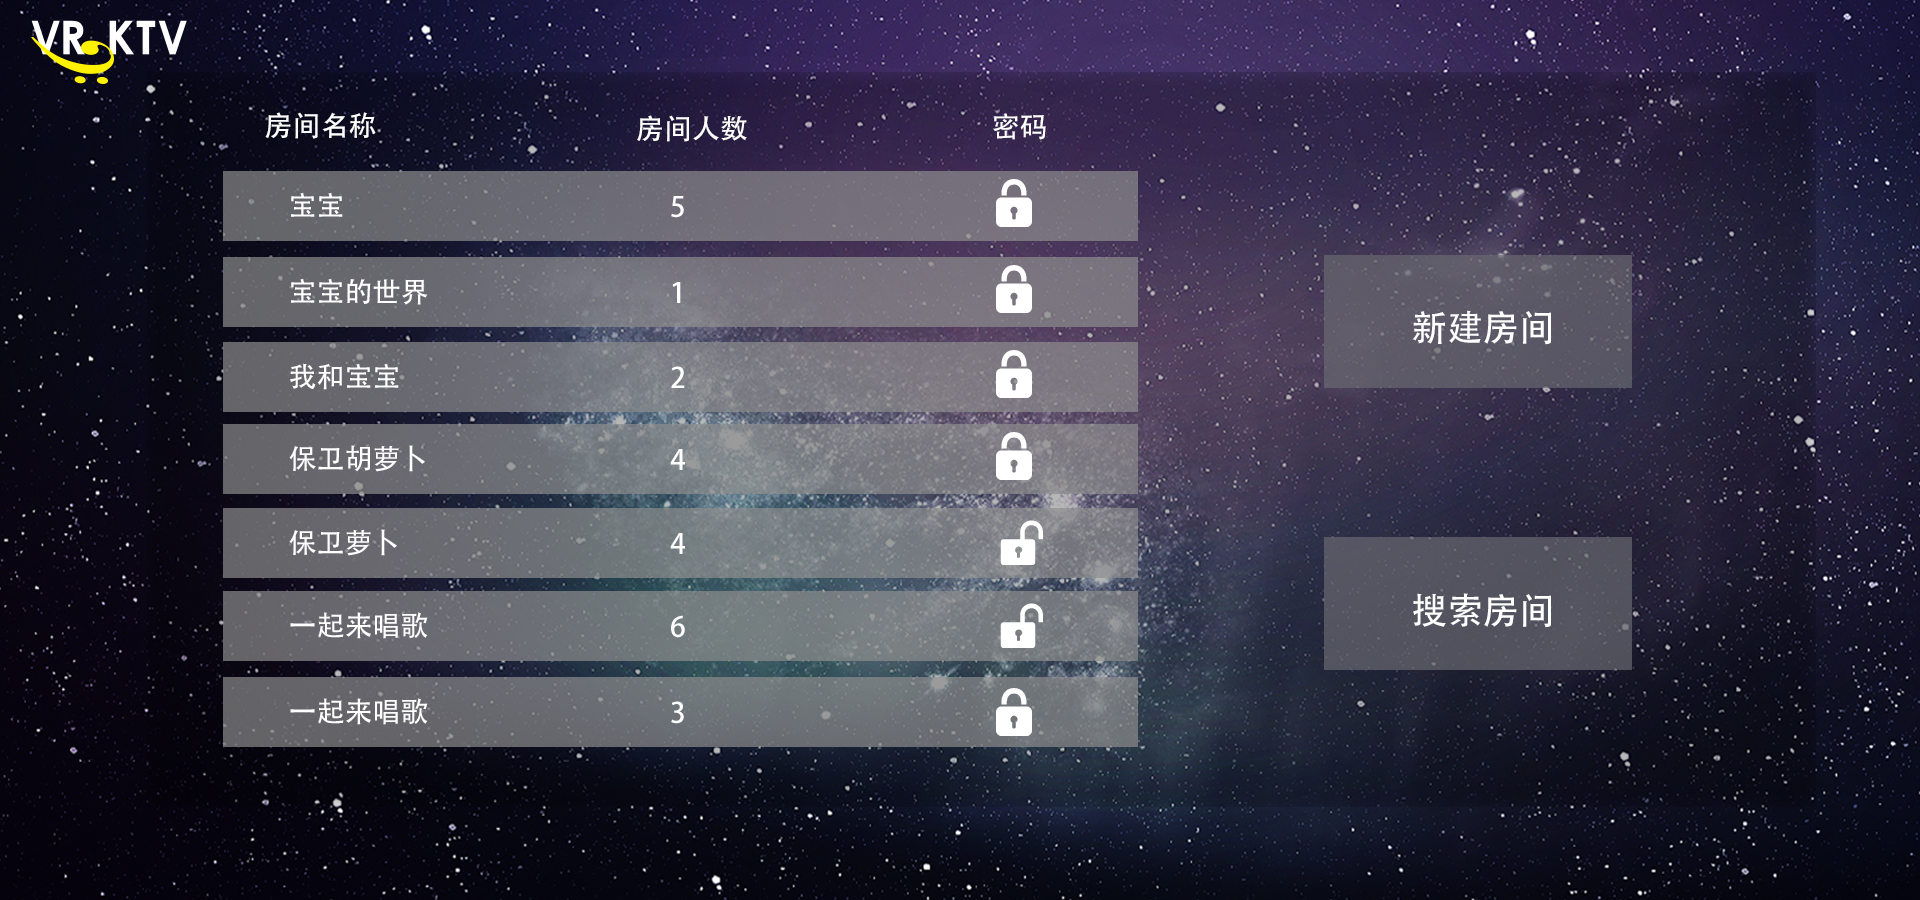 VR KTV
房间名称 房间人数 密码
宝宝 5
宝宝的世界 1
我和宝宝 2
保卫胡萝卜 4
保卫萝卜 4
一起来唱歌 6
一起来唱歌 3
新建房间
搜索房间